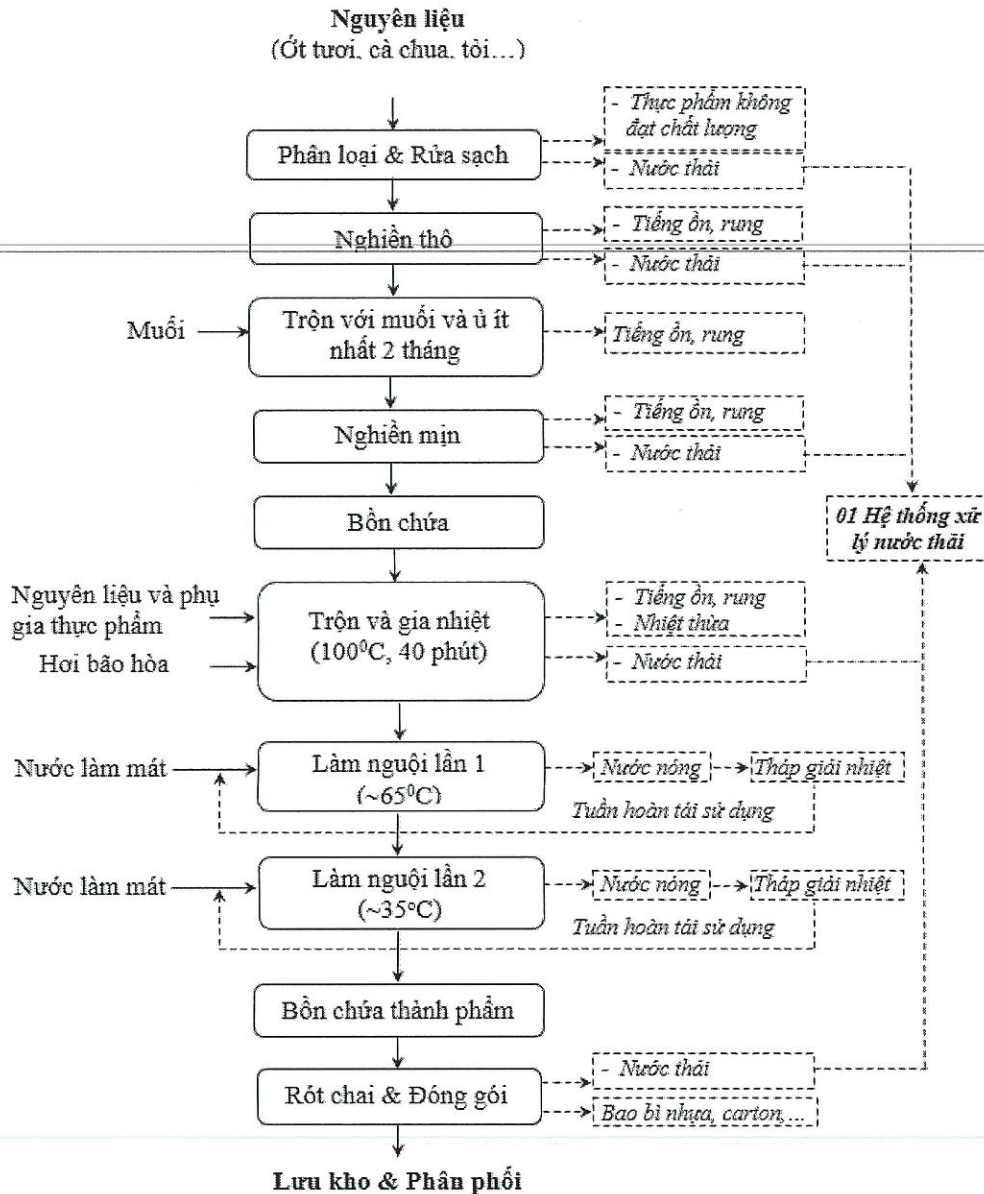 Nguyên liệu
(Ớt tươi, cà chua, tỏi…)
- Thực phẩm không
đạt chất lượng
Phân loại & Rửa sạch
- Nước thải
- Tiếng ồn, rung
Nghiền thô
- Nước thải
Muối
Trộn với muối và ủ ít
nhất 2 tháng
Tiếng ồn, rung
- Tiếng ồn, rung
Nghiền mịn
- Nước thải
Bồn chứa
01 Hệ thống xử
lý nước thải
Nguyên liệu và phụ
gia thực phẩm
Hơi bão hòa
Trộn và gia nhiệt
(100⁰C, 40 phút)
- Tiếng ồn, rung
- Nhiệt thừa
- Nước thải
Nước làm mát
Làm nguội lần 1
(~65⁰C)
Nước nóng
Tháp giải nhiệt
Tuần hoàn tái sử dụng
Nước làm mát
Làm nguội lần 2
(~35°C)
Nước nóng
Tháp giải nhiệt
Tuần hoàn tái sử dụng
Bồn chứa thành phẩm
- Nước thải
Rót chai & Đóng gói
Bao bì nhựa, carton,…
Lưu kho & Phân phối